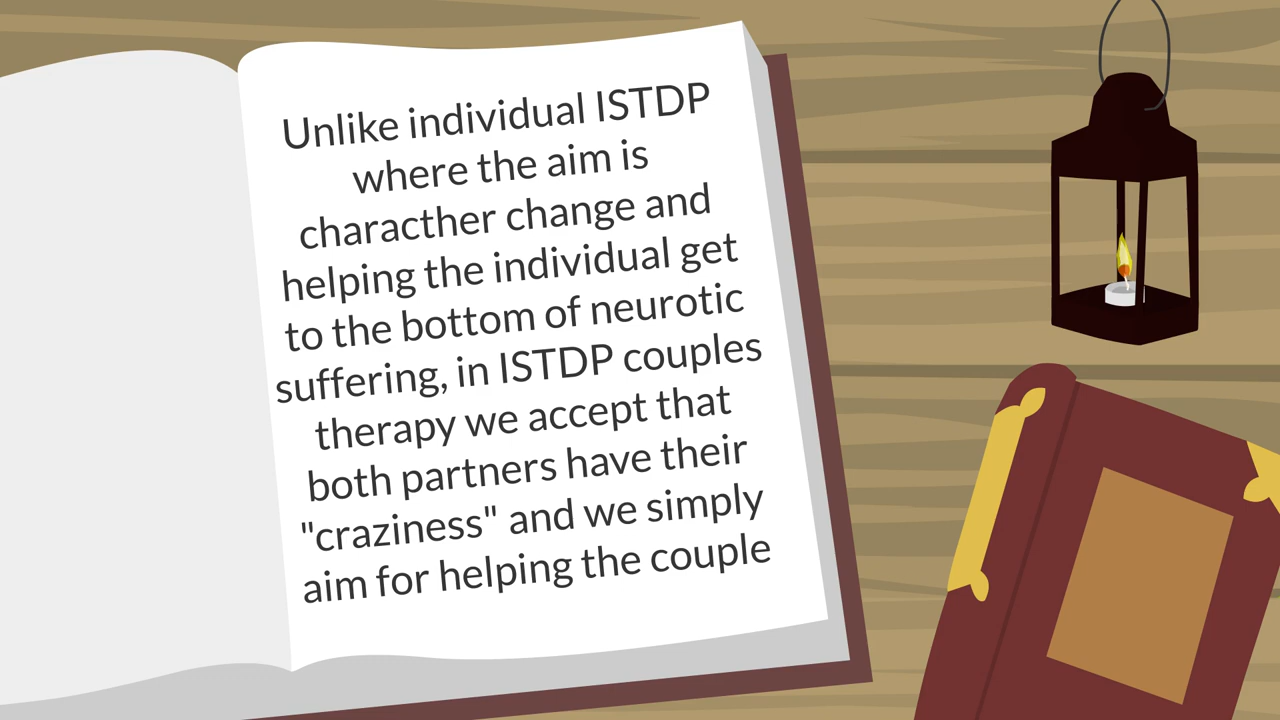 Unlike individual ISTDP
where the aim is
characther change and
helping the individual get
to the bottom of neurotic
suffering, in ISTDP couples
therapy we accept that
both partners have their
"craziness" and we simply
aim for helping the couple